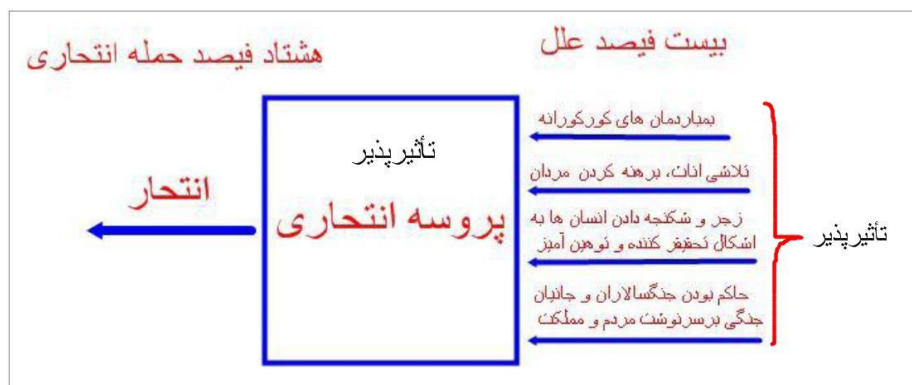 بیست فیصد علل
هشتاد فیصد حمله انتحاری
بمباردمان های کورکورانه
تلاشی اناث، برهنه کردن مردان
زجر و شکنجه دادن انسان ها به
اشکال تحقیر کننده و توهین آمیز
حاکم بودن جنگسالاران و جانیان
جنگی برسرنوشت مردم و مملکت
تأثیرپذیر
تأثیرپذیر
پروسه انتحاری
انتحار